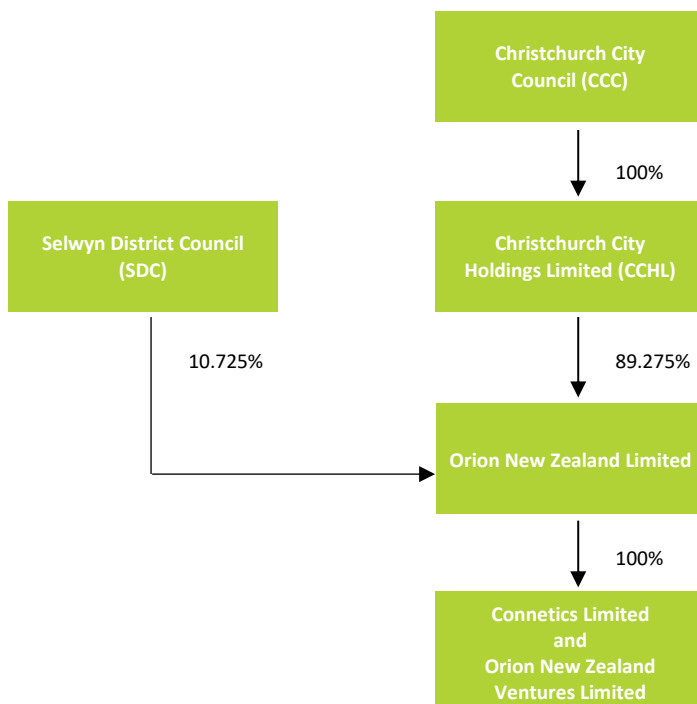 Christchurch City
Council (CCC)
100%
Selwyn District Council
(SDC)
Christchurch City
Holdings Limited (CCHL)
10.725%
89.275%
Orion New Zealand Limited
100%
Connetics Limited
and
Orion New Zealand
Ventures Limited